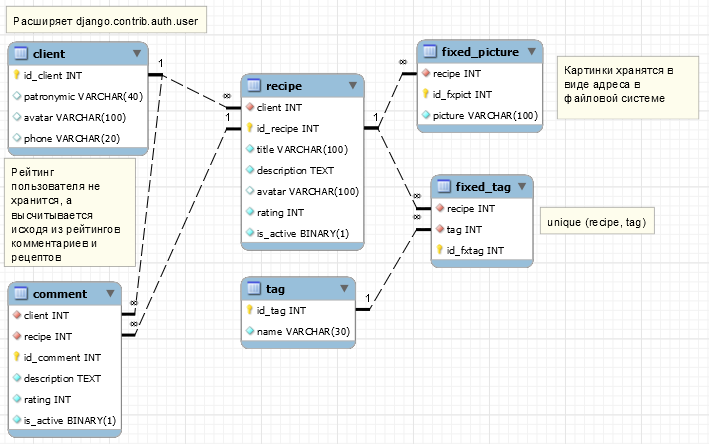 Расширяет django.contrib.auth.user
client
id_client INT
patronymic VARCHAR(40)
avatar VARCHAR(100)
phone VARCHAR(20)
1
∞
1
Рейтинг
пользователя не
хранится, а
высчитывается
исходя из рейтингов
комментариев и
рецептов
comment
client INT
recipe INT
id_comment INT
description TEXT
rating INT
is_active BINARY(1)
∞
∞
recipe
client INT
id_recipe INT
title VARCHAR(100)
description TEXT
avatar VARCHAR(100)
rating INT
is_active BINARY(1)
1
∞
∞
tag
id_tag INT
name VARCHAR(30)
1
∞
fixed_picture
recipe INT
id_fxpict INT
picture VARCHAR(100)
Картинки хранятся в
виде адреса в
файловой системе
fixed_tag
recipe INT
tag INT
id_fxtag INT
unique (recipe, tag)